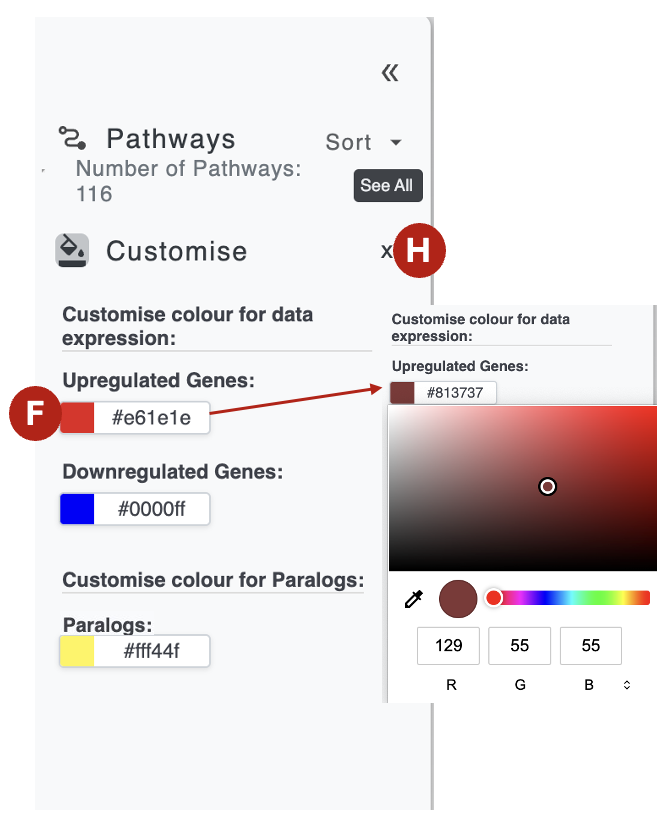 «
Pathways
Sort
Number of Pathways:
116
See All
Customise
x
H
Customise colour for data
expression:
Upregulated Genes:
F
#e61e1e
Downregulated Genes:
#0000ff
Customise colour for Paralogs:
Paralogs:
#fff44f
Customise colour for data
expression:
Upregulated Genes:
#813737
129 55 55
R G B